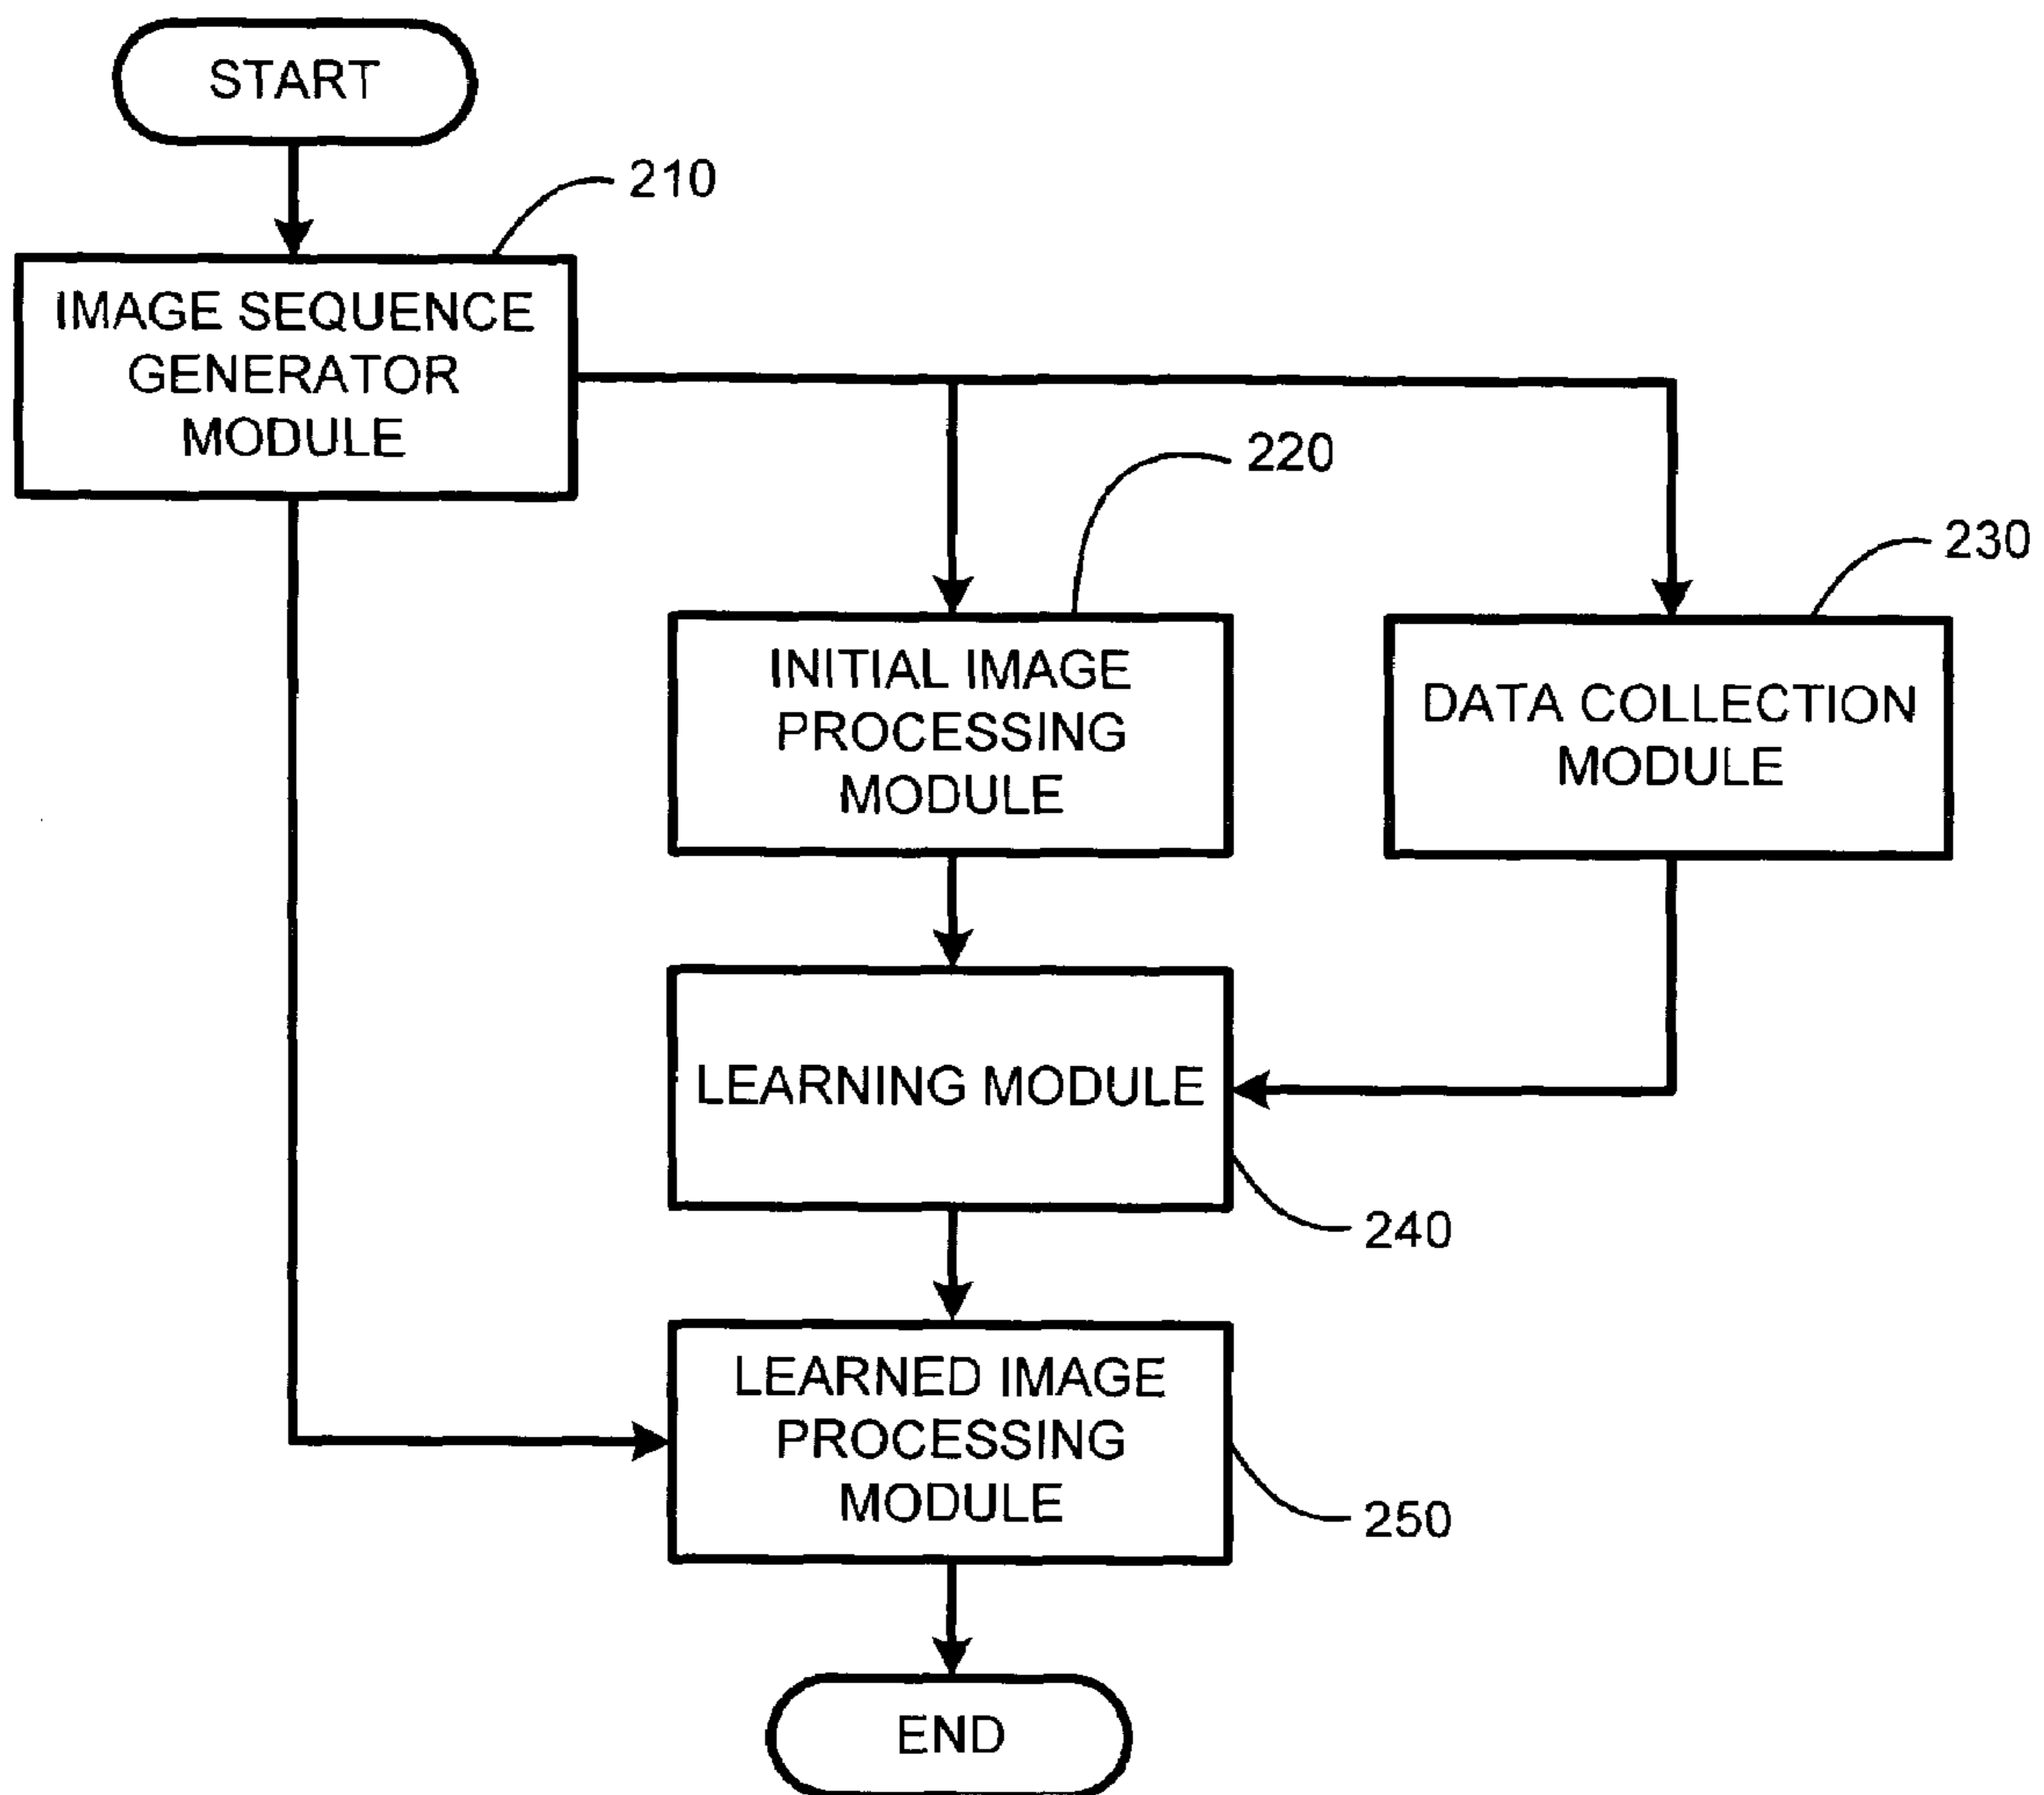 START
210
IMAGE SEQUENCE
GENERATOR
MODULE
220
230
INITIAL IMAGE
PROCESSING
MODULE
DATA COLLECTION
MODULE
LEARNING MODULE
240
LEARNED IMAGE
PROCESSING
MODULE
250
END